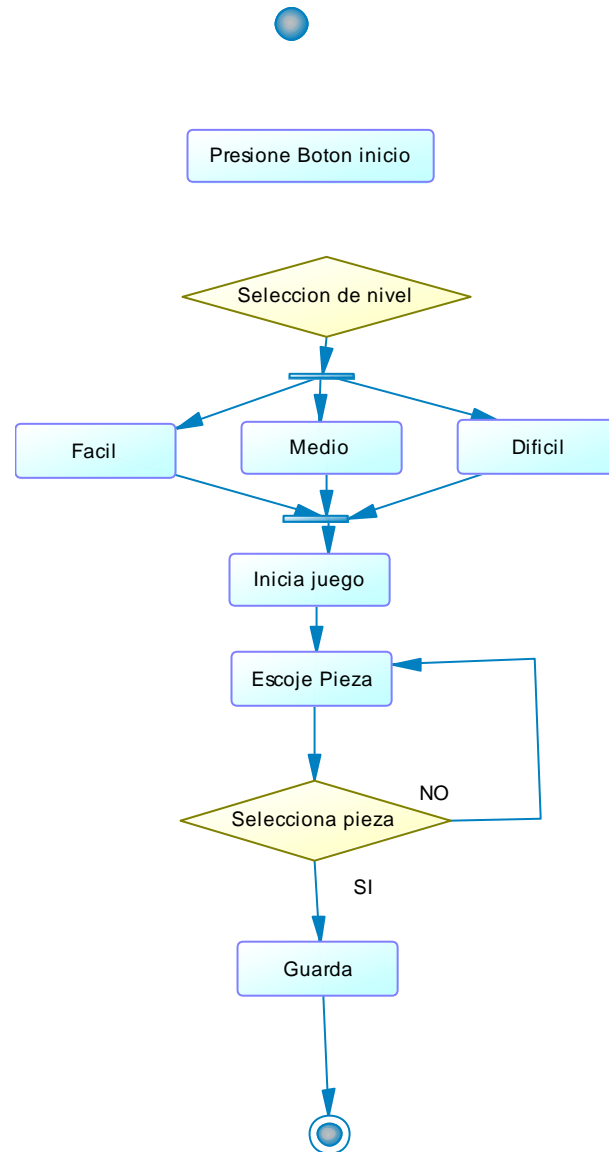 Presione Boton inicio
Seleccion de nivel
Facil
Medio
Dificil
Inicia juego
Escoje Pieza
NO
Selecciona pieza
SI
Guarda